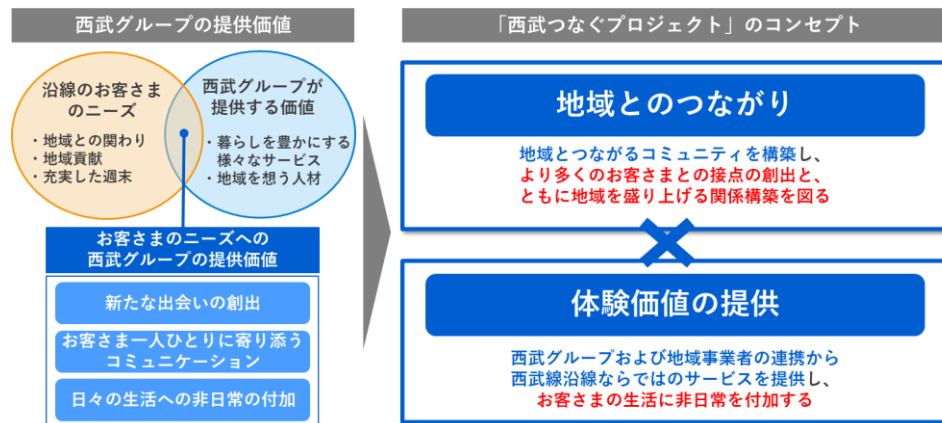 西武グループの提供価値
沿線のお客さま
のニーズ
・地域との関わり
・地域貢献
・充実した週末
西武グループが
提供する価値
・暮らしを豊かにする
様々なサービス
・地域を想う人材
お客さまのニーズへの
西武グループの提供価値
新たな出会いの創出
お客さま一人ひとりに寄り添う
コミュニケーション
日々の生活への非日常の付加
「西武つなぐプロジェクト」のコンセプト
地域とのつながり
地域とつながるコミュニティを構築し、
より多くのお客さまとの接点の創出と、
ともに地域を盛り上げる関係構築を図る
体験価値の提供
西武グループおよび地域事業者の連携から
西武線沿線ならではのサービスを提供し、
お客さまの生活に非日常を付加する